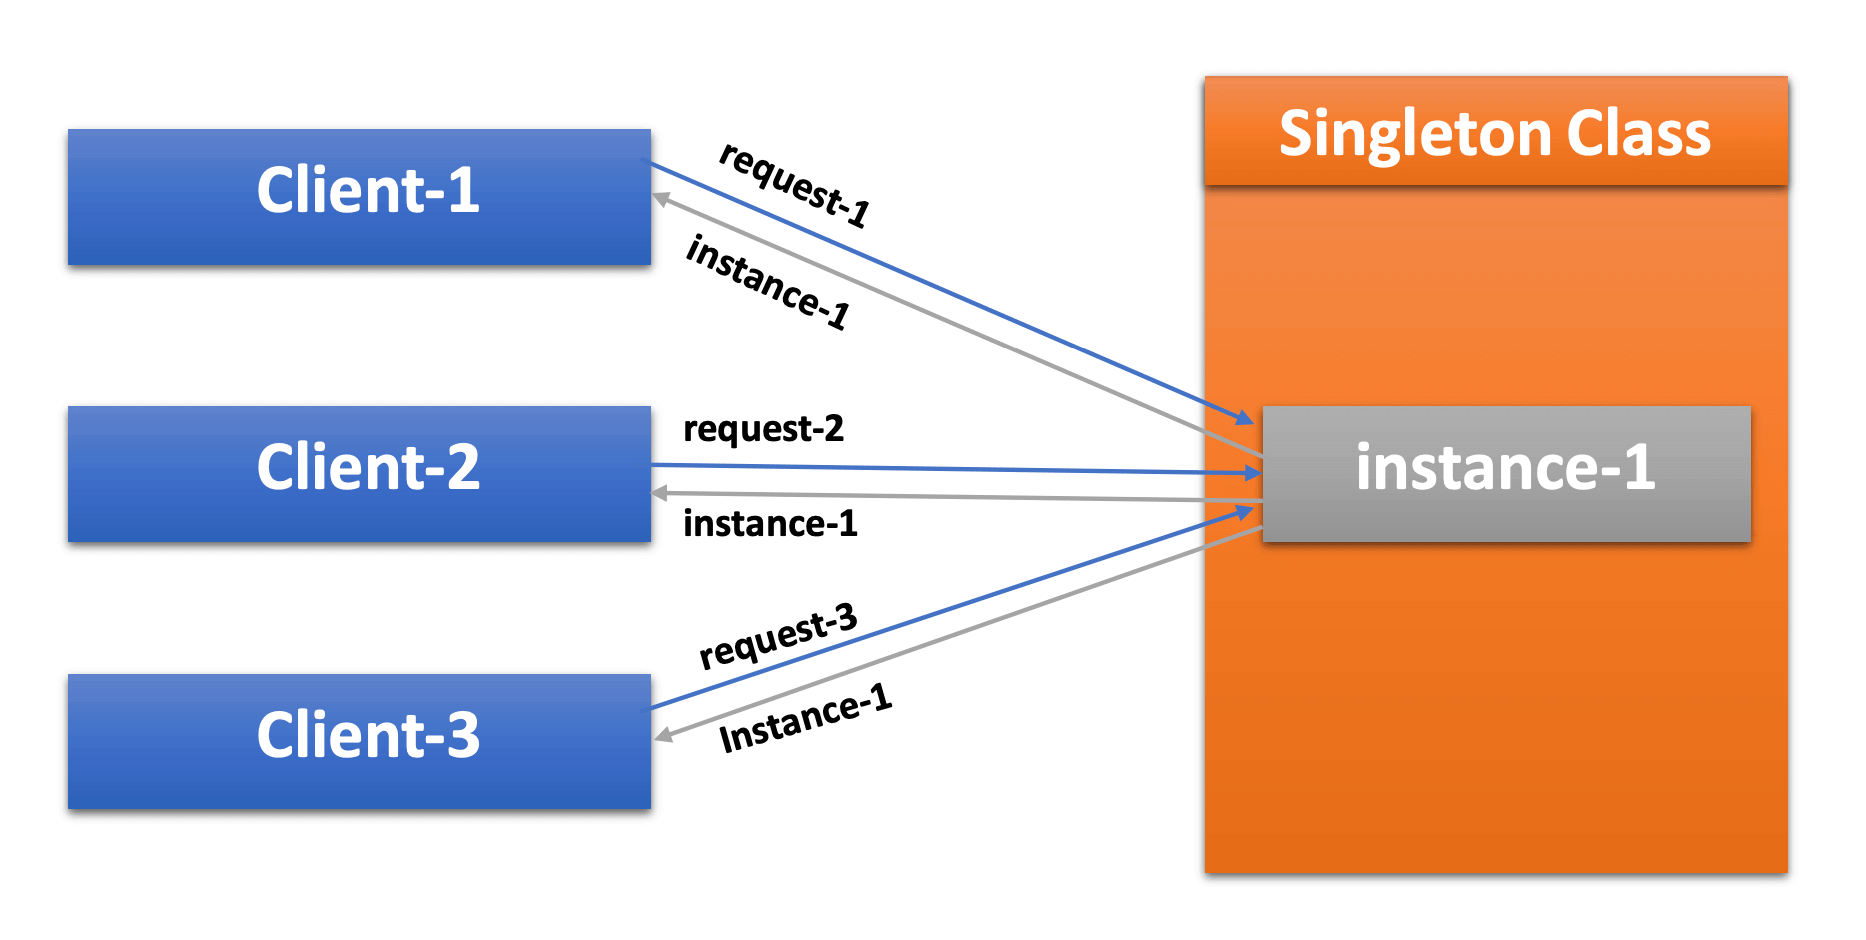 Singleton Class
Client-1
request-1
instance-1
Client-2
request-2
instance-1
instance-1
Client-3
request-3
Instance-1